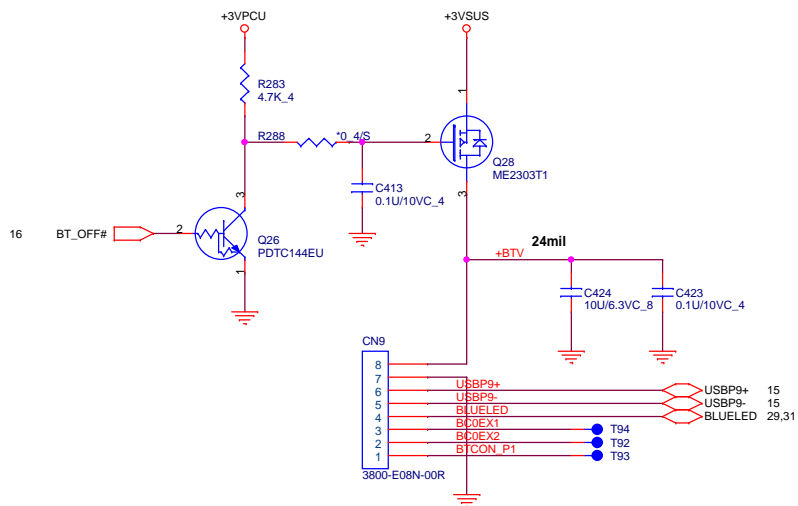 +3VPCU
+3VSUS
R283
4.7K_4
1
R288
*0_4/S
2
Q28
ME2303T1
C413
0.1U/10VC_4
3
3
16
BT_OFF#
2
Q26
PDTC144EU
1
24mil
+BTV
C424
10U/6.3VC_8
C423
0.1U/10VC_4
CN9
8
7
6 USBP9+ USBP9+ 15
5 USBP9- USBP9- 15
4 BLUELED BLUELED 29,31
3 BC0EX1 T94
2 BC0EX2 T92
1 BTCON_P1 T93
3800-E08N-00R